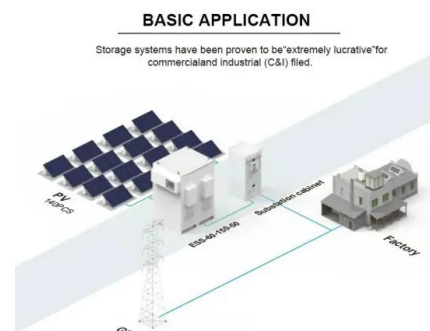 BASIC APPLICATION
Storage systems have been proven to be“extremely lucrative”for
commercialand industrial (C&I) filed.
PV
140PCS
ESS-60-150-50
Substation cabinet
Factory